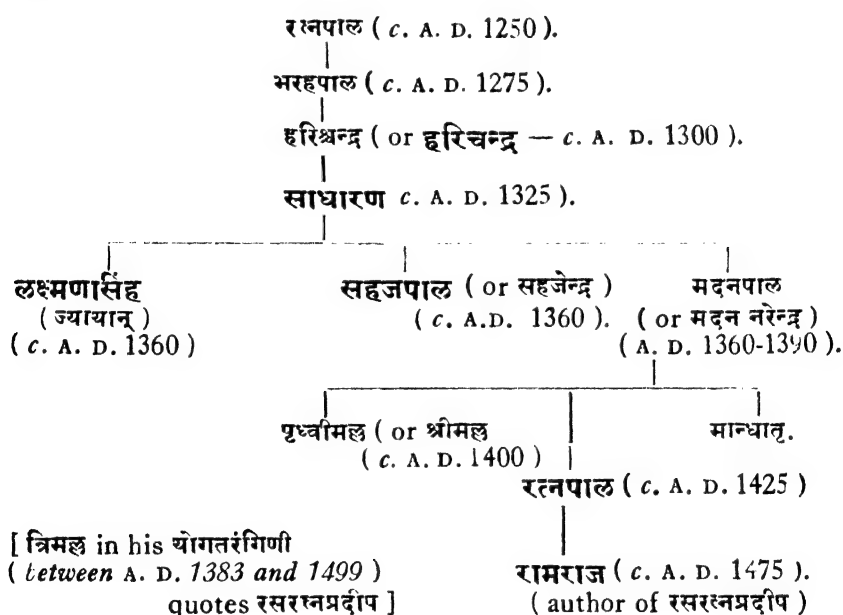 रत्नपाल ( c. A. D. 1250 ).
भरहपाल ( c. A. D. 1275 ).
हरिश्चन्द्र ( or हरिचन्द्र — c. A. D. 1300 ).
साधारण c. A. D. 1325 ).
लक्ष्मणसिंह सहजपाल ( or सहजेन्द्र ) मदनपाल
( ज्यायान् ) ( c. A.D. 1360 ). ( or मदन नरेन्द्र )
( c. A. D. 1360 ) ( A. D. 1360-1390 ).
पृथ्वीमल्ल ( or श्रीमल्ल मान्धातृ.
( c. A. D. 1400 )
रत्नपाल ( c. A. D. 1425 )
[ त्रिमल्ल in his योगतरंगिणी
( between A. D. 1383 and 1499 ) रामराज ( c. A. D. 1475 ).
quotes रसरत्नप्रदीप ] ( author of रसरत्नप्रदीप )